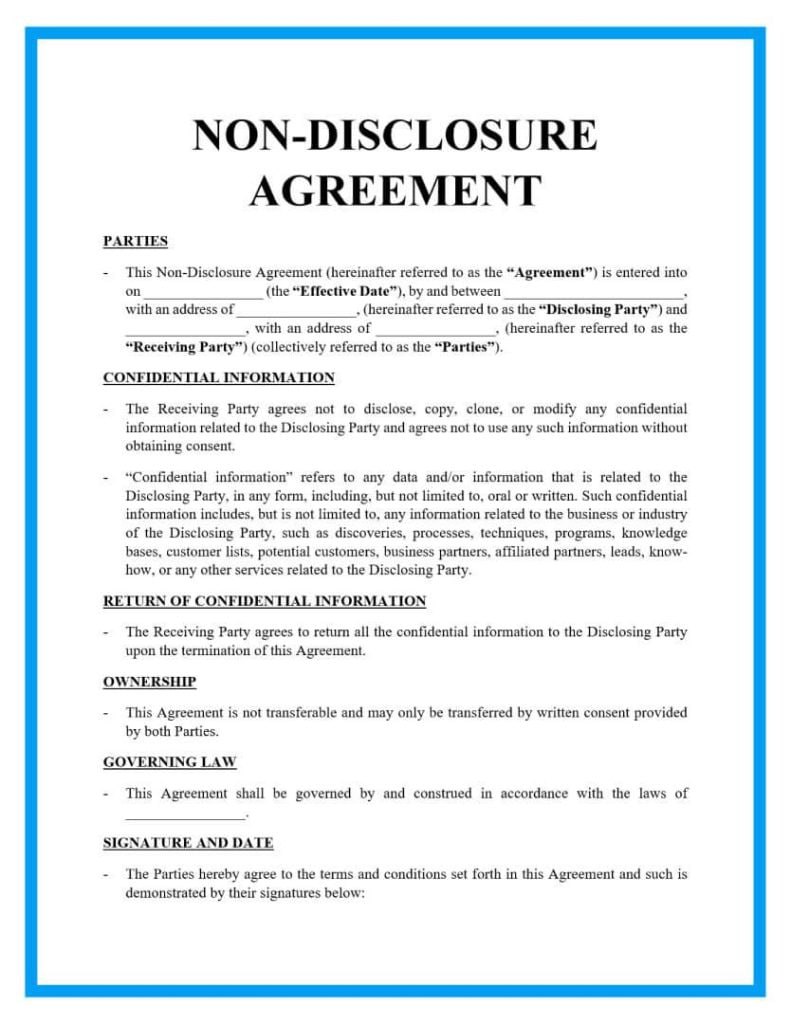 NON-DISCLOSURE
AGREEMENT
PARTIES
- This Non-Disclosure Agreement (hereinafter referred to as the “Agreement”) is entered into
on ________________ (the “Effective Date”), by and between ________________________,
with an address of ________________, (hereinafter referred to as the “Disclosing Party”) and
________________, with an address of ________________, (hereinafter referred to as the
“Receiving Party”) (collectively referred to as the “Parties”).
CONFIDENTIAL INFORMATION
- The Receiving Party agrees not to disclose, copy, clone, or modify any confidential
information related to the Disclosing Party and agrees not to use any such information without
obtaining consent.
- “Confidential information” refers to any data and/or information that is related to the
Disclosing Party, in any form, including, but not limited to, oral or written. Such confidential
information includes, but is not limited to, any information related to the business or industry
of the Disclosing Party, such as discoveries, processes, techniques, programs, knowledge
bases, customer lists, potential customers, business partners, affiliated partners, leads, know-
how, or any other services related to the Disclosing Party.
RETURN OF CONFIDENTIAL INFORMATION
- The Receiving Party agrees to return all the confidential information to the Disclosing Party
upon the termination of this Agreement.
OWNERSHIP
- This Agreement is not transferable and may only be transferred by written consent provided
by both Parties.
GOVERNING LAW
- This Agreement shall be governed by and construed in accordance with the laws of
________________.
SIGNATURE AND DATE
- The Parties hereby agree to the terms and conditions set forth in this Agreement and such is
demonstrated by their signatures below: